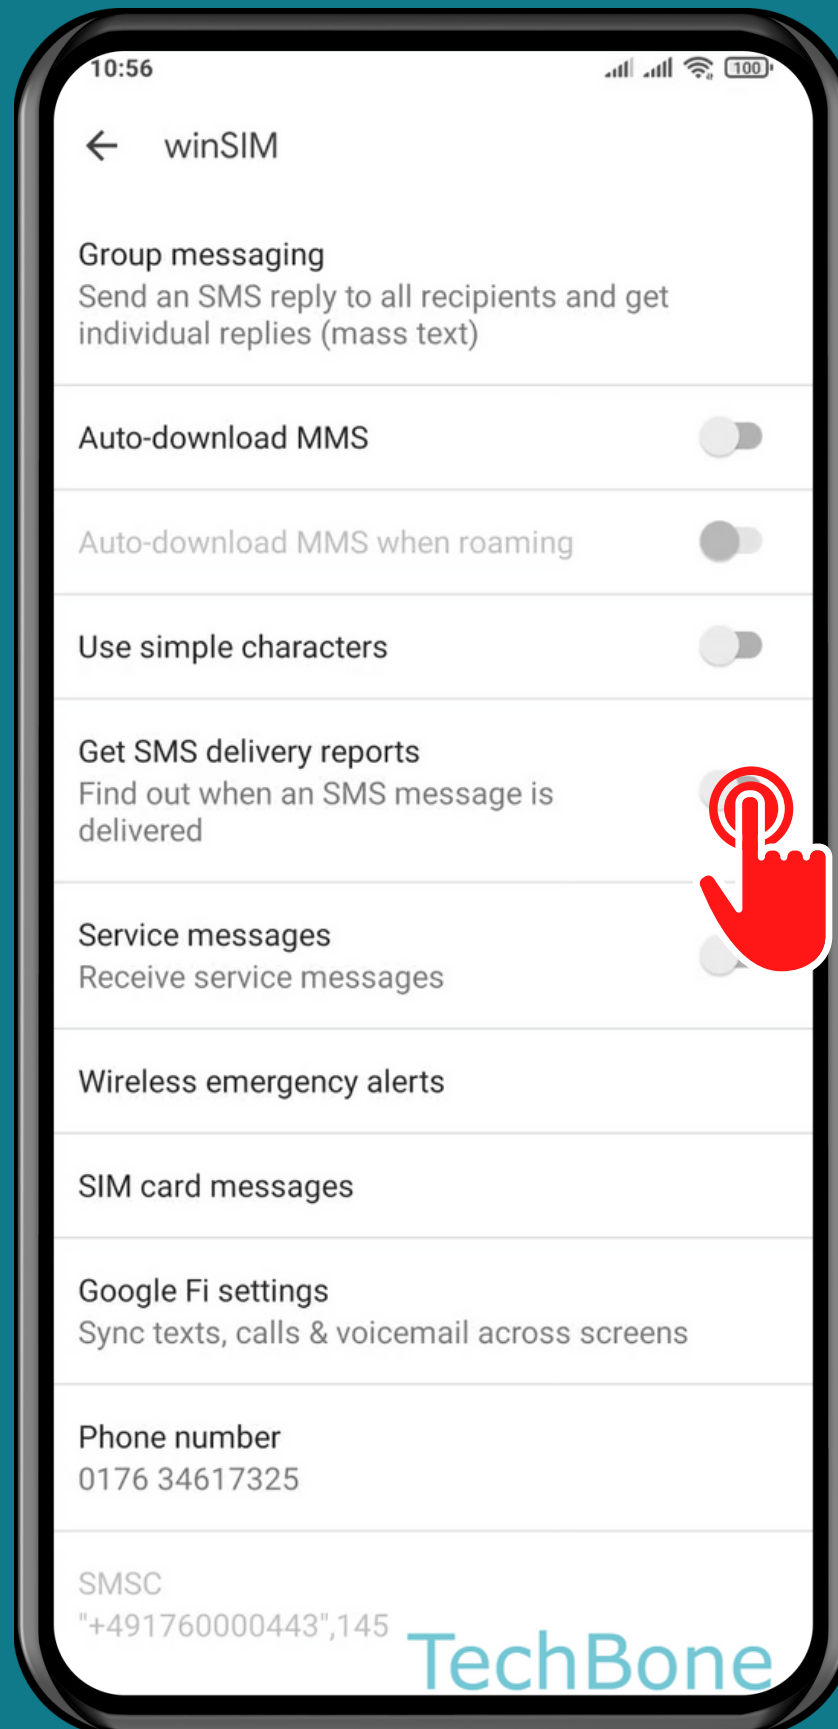 10:56
100
winSIM
Group messaging
Send an SMS reply to all recipients and get
individual replies (mass text)
Auto-download MMS
Auto-download MMS when roaming
Use simple characters
Get SMS delivery reports
Find out when an SMS message is
delivered
Service messages
Receive service messages
Wireless emergency alerts
SIM card messages
Google Fi settings
Sync texts, calls & voicemail across screens
Phone number
0176 34617325
SMSC
"+491760000443",145
TechBone